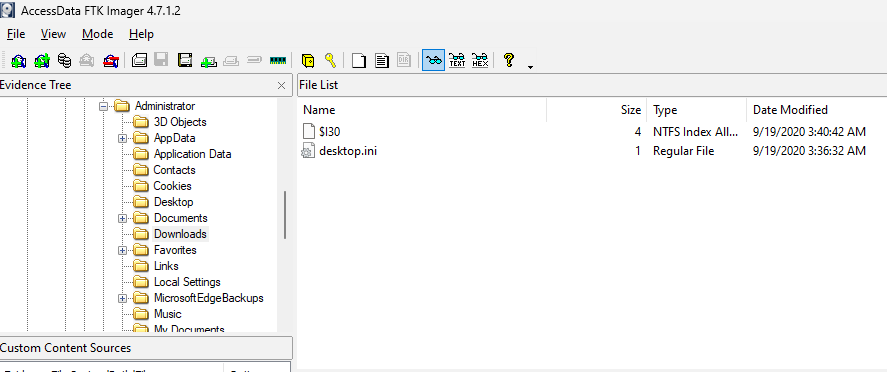 AccessData FTK Imager 4.7.1.2
File View Mode Help
TEXT HEX
Evidence Tree
Administrator
3D Objects
AppData
Application Data
Contacts
Cookies
Desktop
Documents
Downloads
Favorites
Links
Local Settings
MicrosoftEdgeBackups
Music
My Documents
Custom Content Sources
File List
Name Size Type Date Modified
$I30 4 NTFS Index All... 9/19/2020 3:40:42 AM
desktop.ini 1 Regular File 9/19/2020 3:36:32 AM